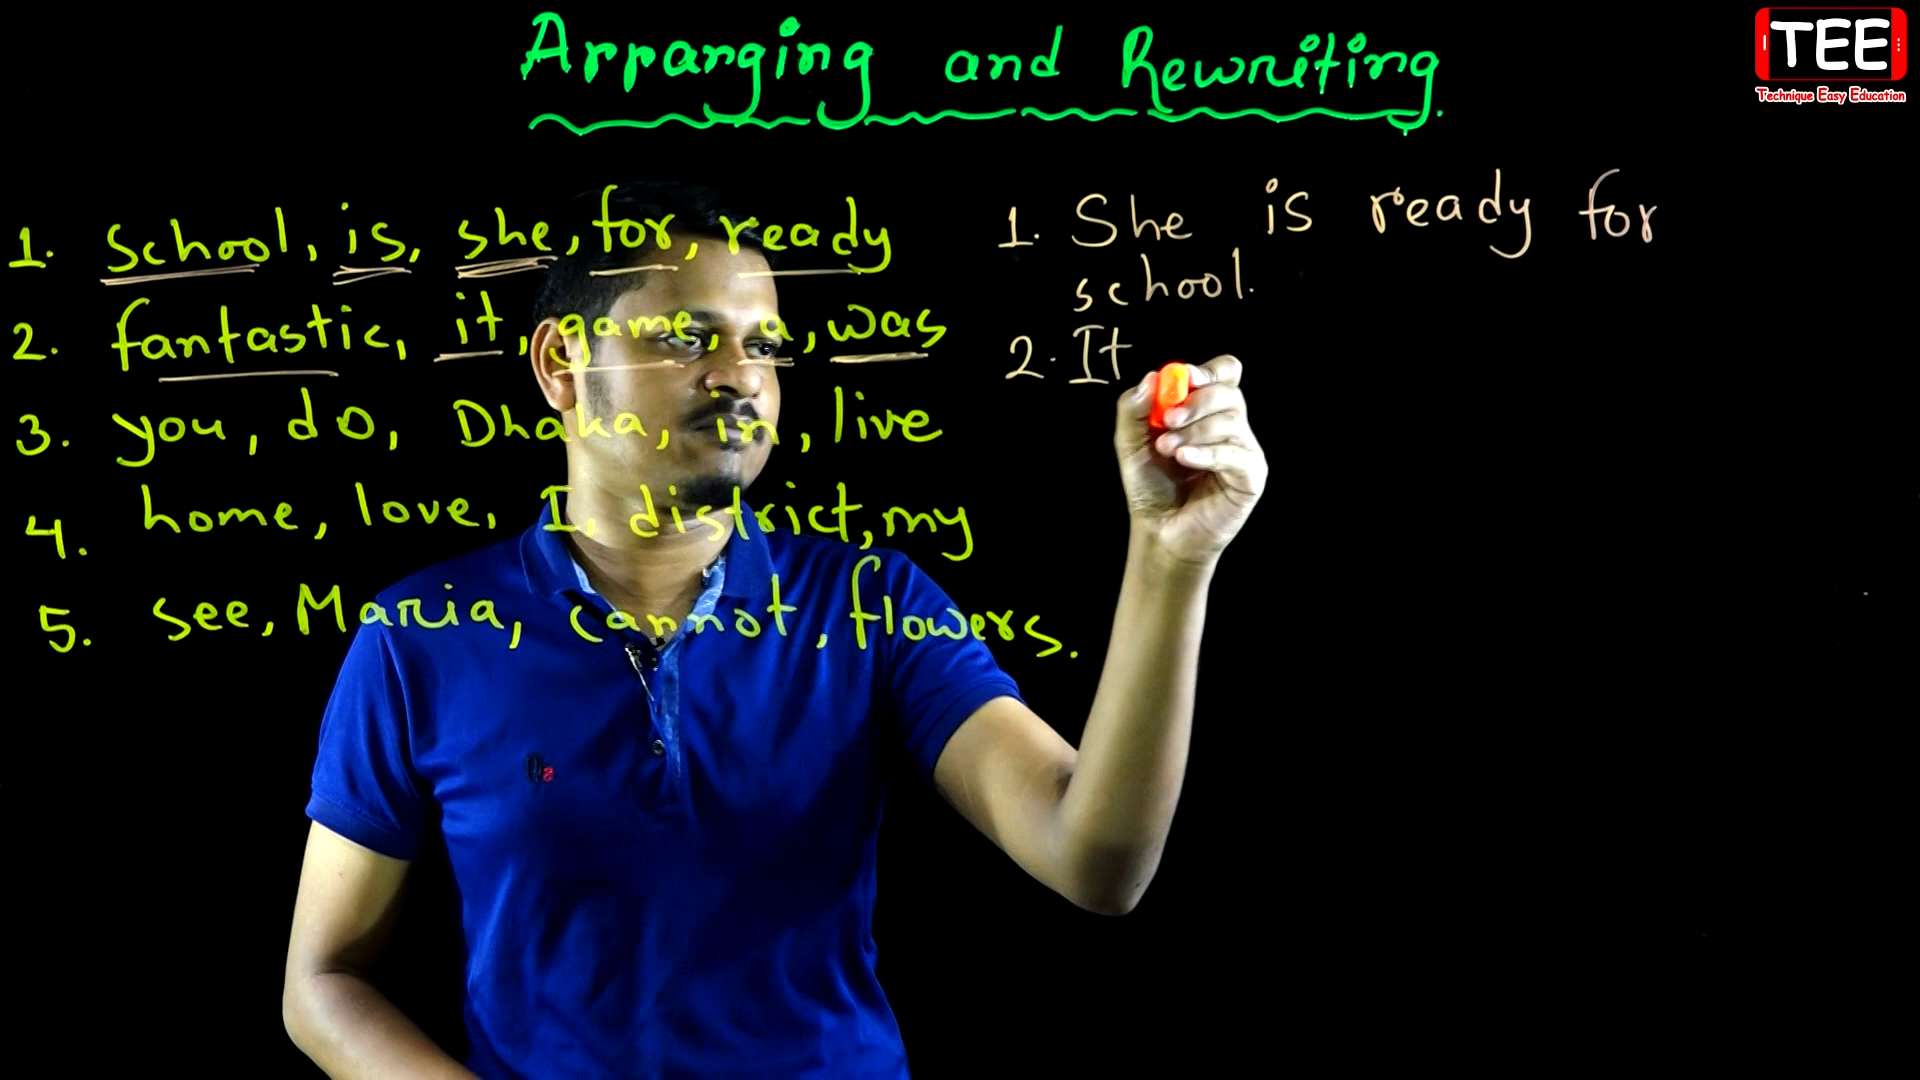 Arranging and Rewriting
TEE
Technique Easy Education
1. School, is, she, for, ready
2. fantastic, it, game, a, was
3. you, do, Dhaka, in, live
4. home, love, I, district, my
5. see, Maria, cannot, flowers.
1. She is ready for
school.
2. It